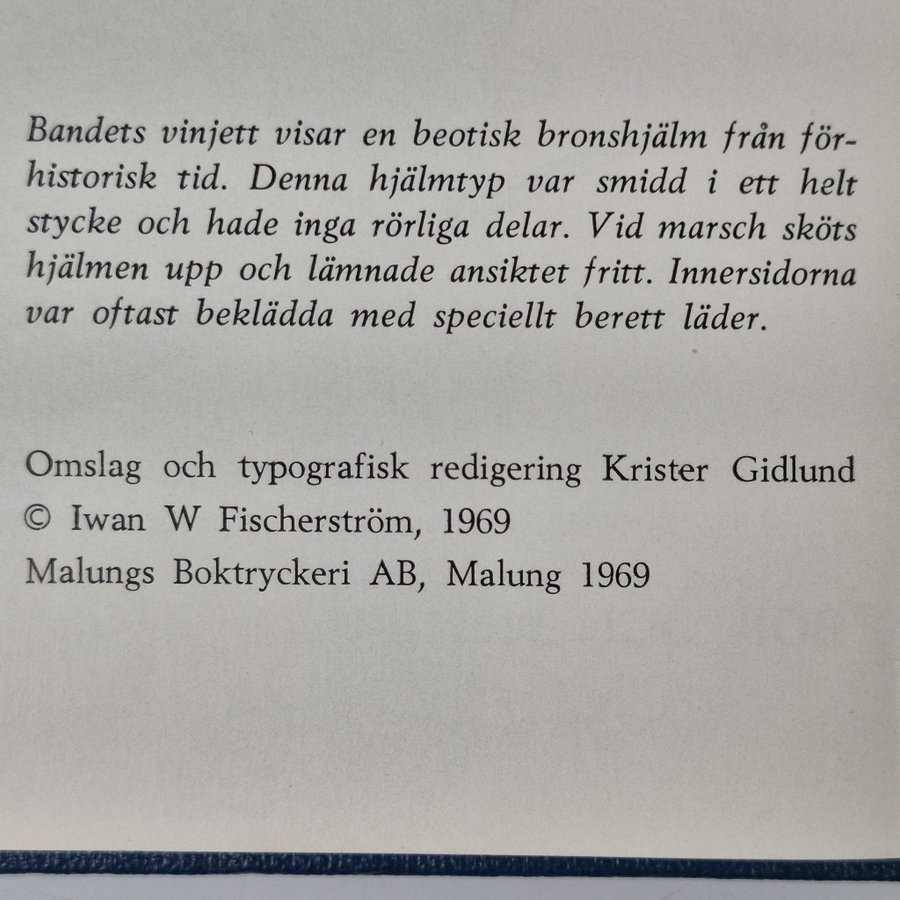 Bandets vinjett visar en beotisk bronshjälm från för-
historisk tid. Denna hjälmtyp var smidd i ett helt
stycke och hade inga rörliga delar. Vid marsch sköts
hjälmen upp och lämnade ansiktet fritt. Innersidorna
var oftast beklädda med speciellt berett läder.
Omslag och typografisk redigering Krister Gidlund
© Iwan W Fischerström, 1969
Malungs Boktryckeri AB, Malung 1969